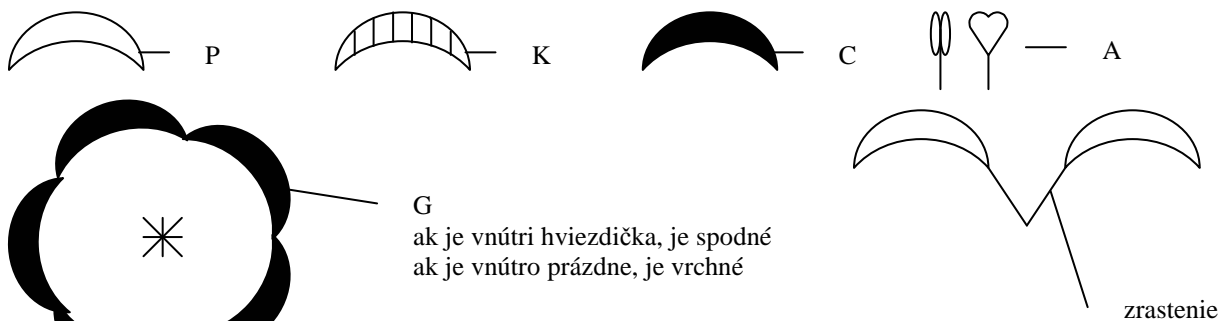 P K C A
G
ak je vnútri hviezdička, je spodné
ak je vnútro prázdne, je vrchné
zrastenie